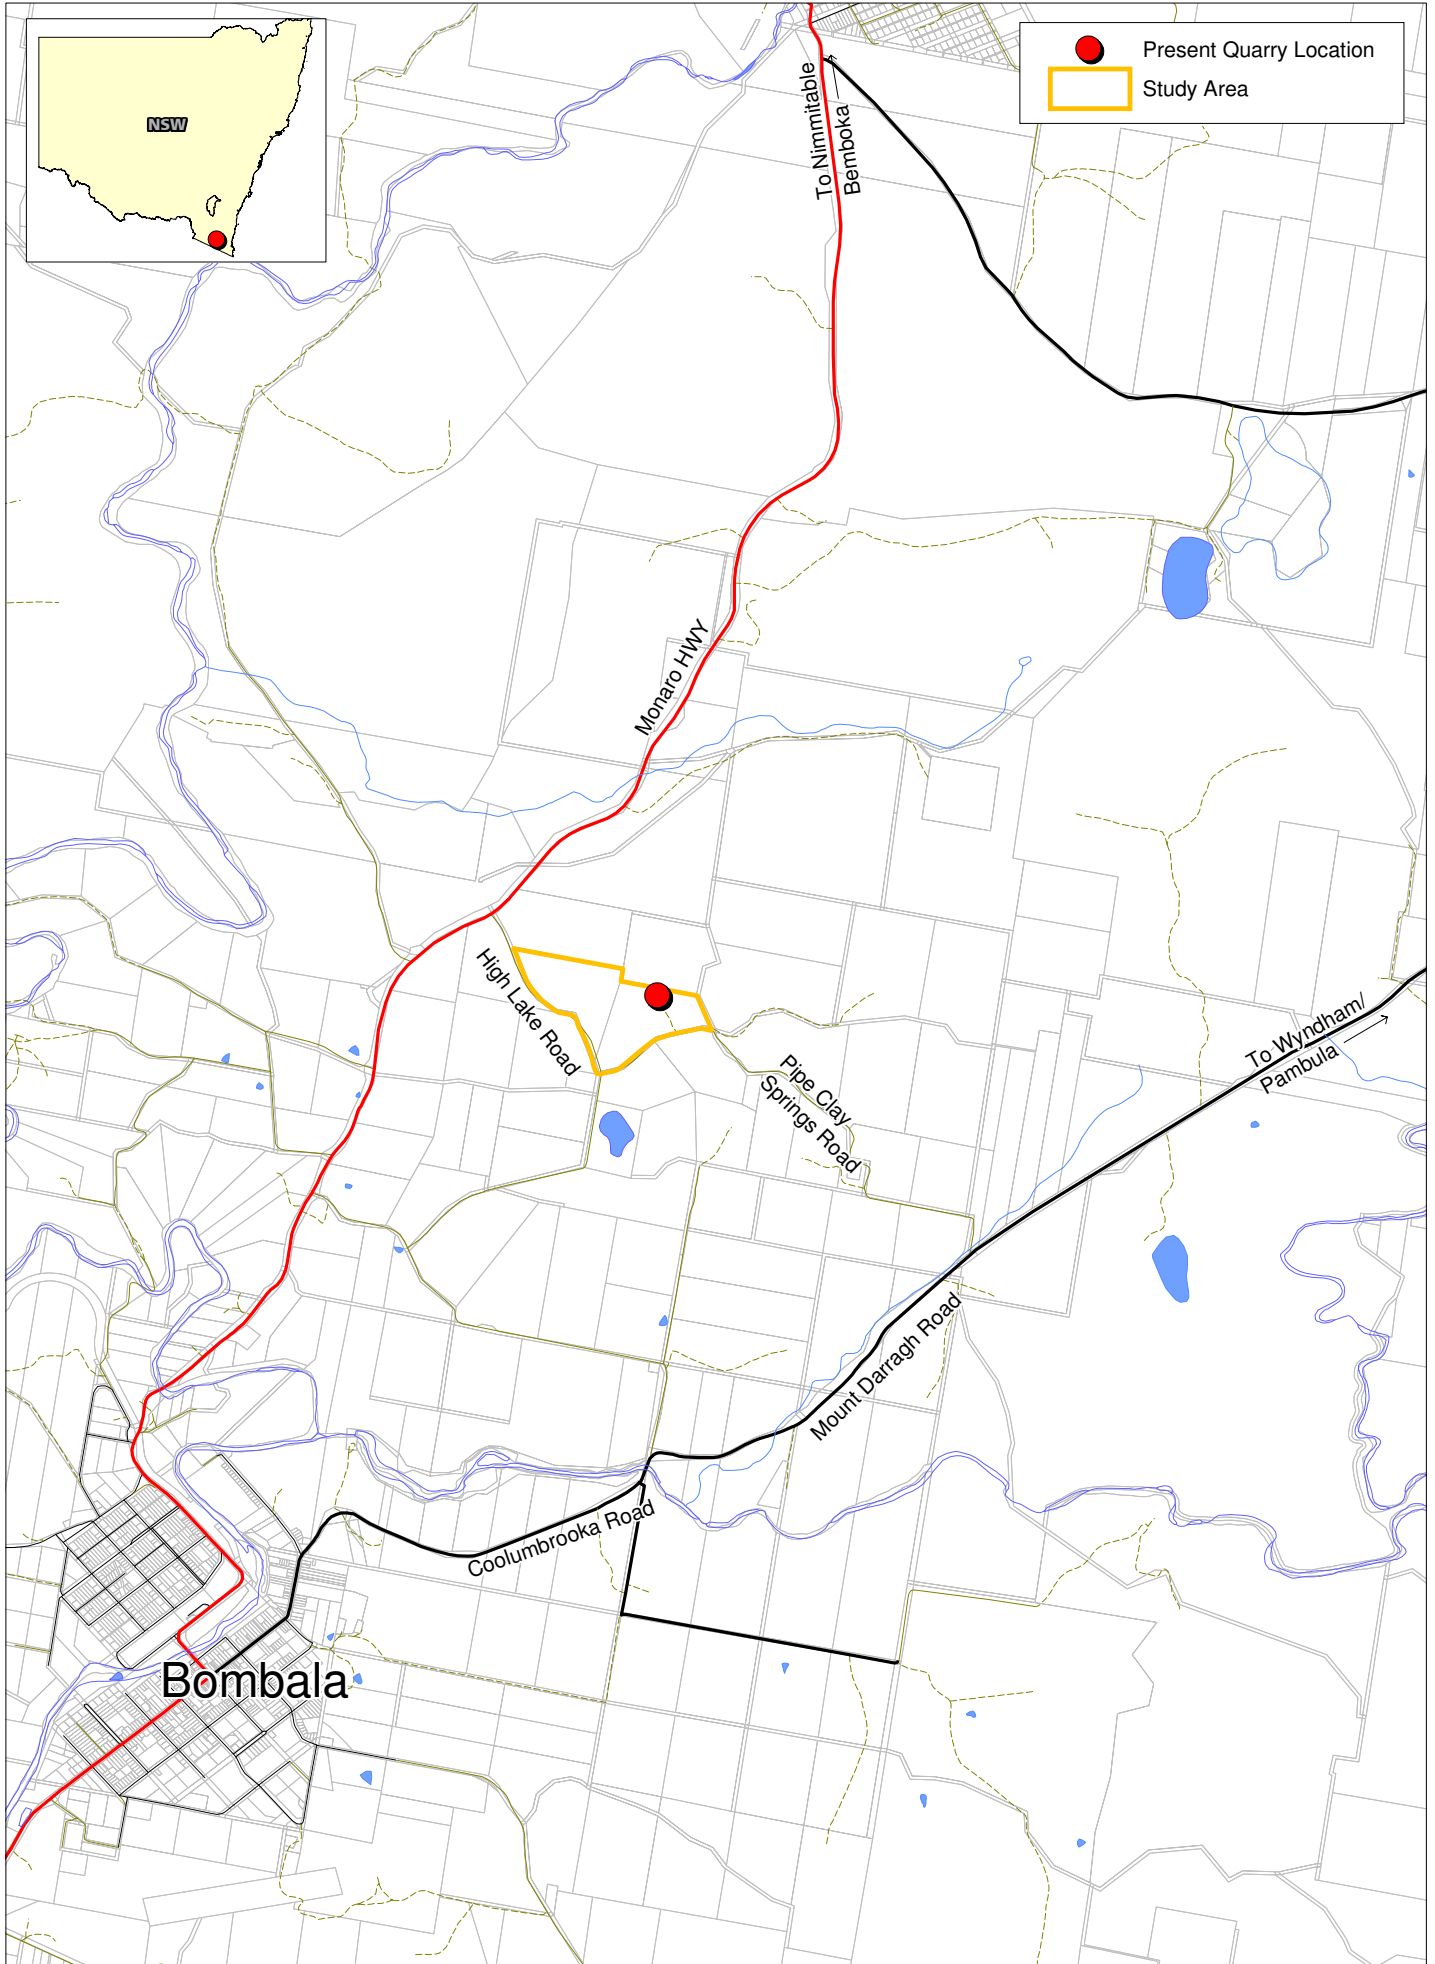 NSW
Present Quarry Location
Study Area
To Nimmitable
Bemboka
Monaro HWY
High Lake Road
Pipe Clay
Springs Road
To Wyndham/
Pambula
Mount Darragh Road
Coolumbrooka Road
Bombala